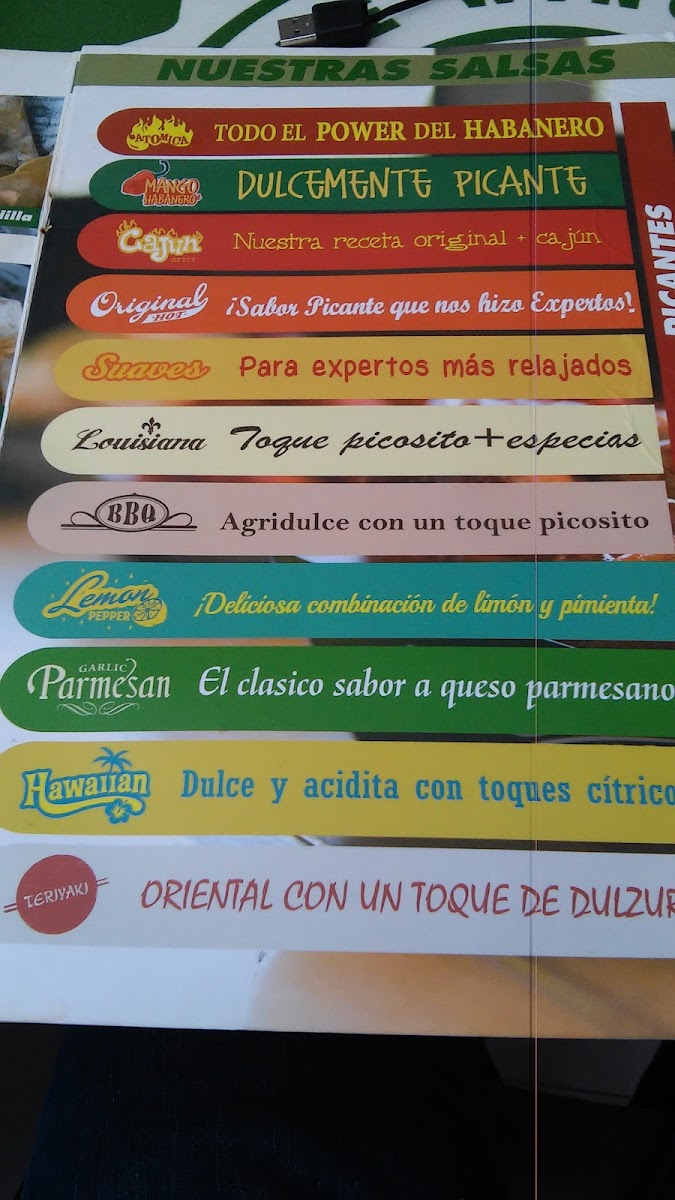 NUESTRAS SALSAS
ATOMICA TODO EL POWER DEL HABANERO
MANGO HABANERO DULCEMENTE PICANTE
Cajun Nuestra receta original + cajún
Original HOT ¡Sabor Picante que nos hizo Expertos!
Suaves Para expertos más relajados
Louisiana Toque picosito+especias
BBQ Agridulce con un toque picosito
Lemon PEPPER ¡Deliciosa combinación de limón y pimienta!
GARLIC Parmesan El clasico sabor a queso parmesano
Hawaiian Dulce y acidita con toques cítrico
TERIYAKI ORIENTAL CON UN TOQUE DE DULZUR
PICANTES
illa